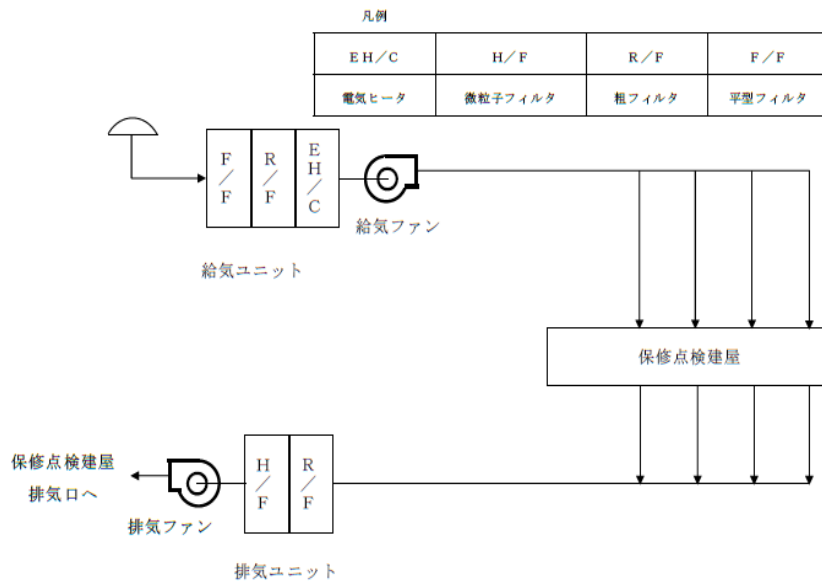 凡例
EH/C H/F R/F F/F
電気ヒータ 微粒子フィルタ 粗フィルタ 平型フィルタ
F/F
R/F
EH/C
給気ファン
給気ユニット
保修点検建屋
保修点検建屋
排気口へ
H/F
R/F
排気ファン
排気ユニット